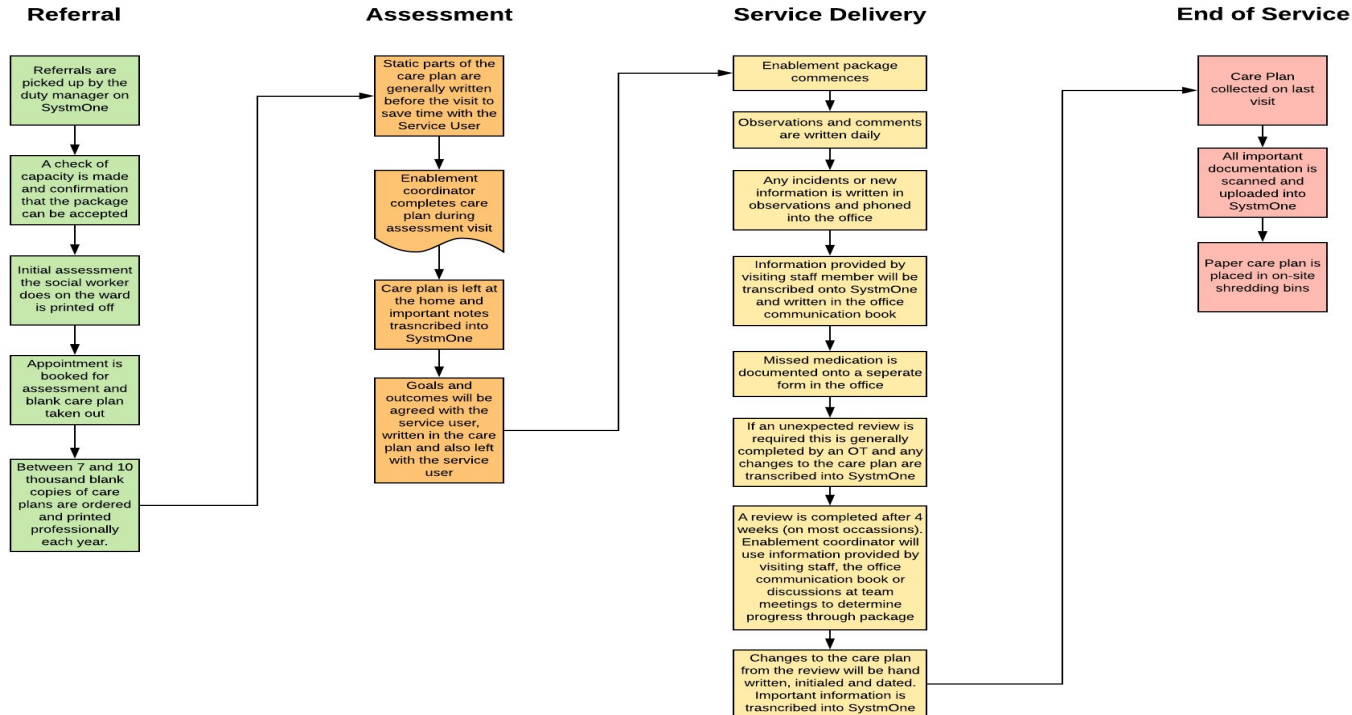 Referral
Referrals are
picked up by the
duty manager on
SystmOne
A check of
capacity is made
and confirmation
that the package
can be accepted
Initial assessment
the social worker
does on the ward
is printed off
Appointment is
booked for
assessment and
blank care plan
taken out
Between 7 and 10
thousand blank
copies of care
plans are ordered
and printed
professionally
each year.
Assessment
Static parts of the
care plan are
generally written
before the visit to
save time with the
Service User
Enablement
coordinator
completes care
plan during
assessment visit
Care plan is left at
the home and
important notes
trasncribed into
SystmOne
Goals and
outcomes will be
agreed with the
service user,
written in the care
plan and also left
with the service
user
Service Delivery
Enablement package
commences
Observations and comments
are written daily
Any incidents or new
information is written in
observations and phoned
into the office
Information provided by
visiting staff member will be
transcribed onto SystmOne
and written in the office
communication book
Missed medication is
documented onto a seperate
form in the office
If an unexpected review is
required this is generally
completed by an OT and any
changes to the care plan are
transcribed into SystmOne
A review is completed after 4
weeks (on most occassions).
Enablement coordinator will
use information provided by
visiting staff, the office
communication book or
discussions at team
meetings to determine
progress through package
Changes to the care plan
from the review will be hand
written, initialed and dated.
Important information is
trasncribed into SystmOne
End of Service
Care Plan
collected on last
visit
All important
documentation is
scanned and
uploaded into
SystmOne
Paper care plan is
placed in on-site
shredding bins